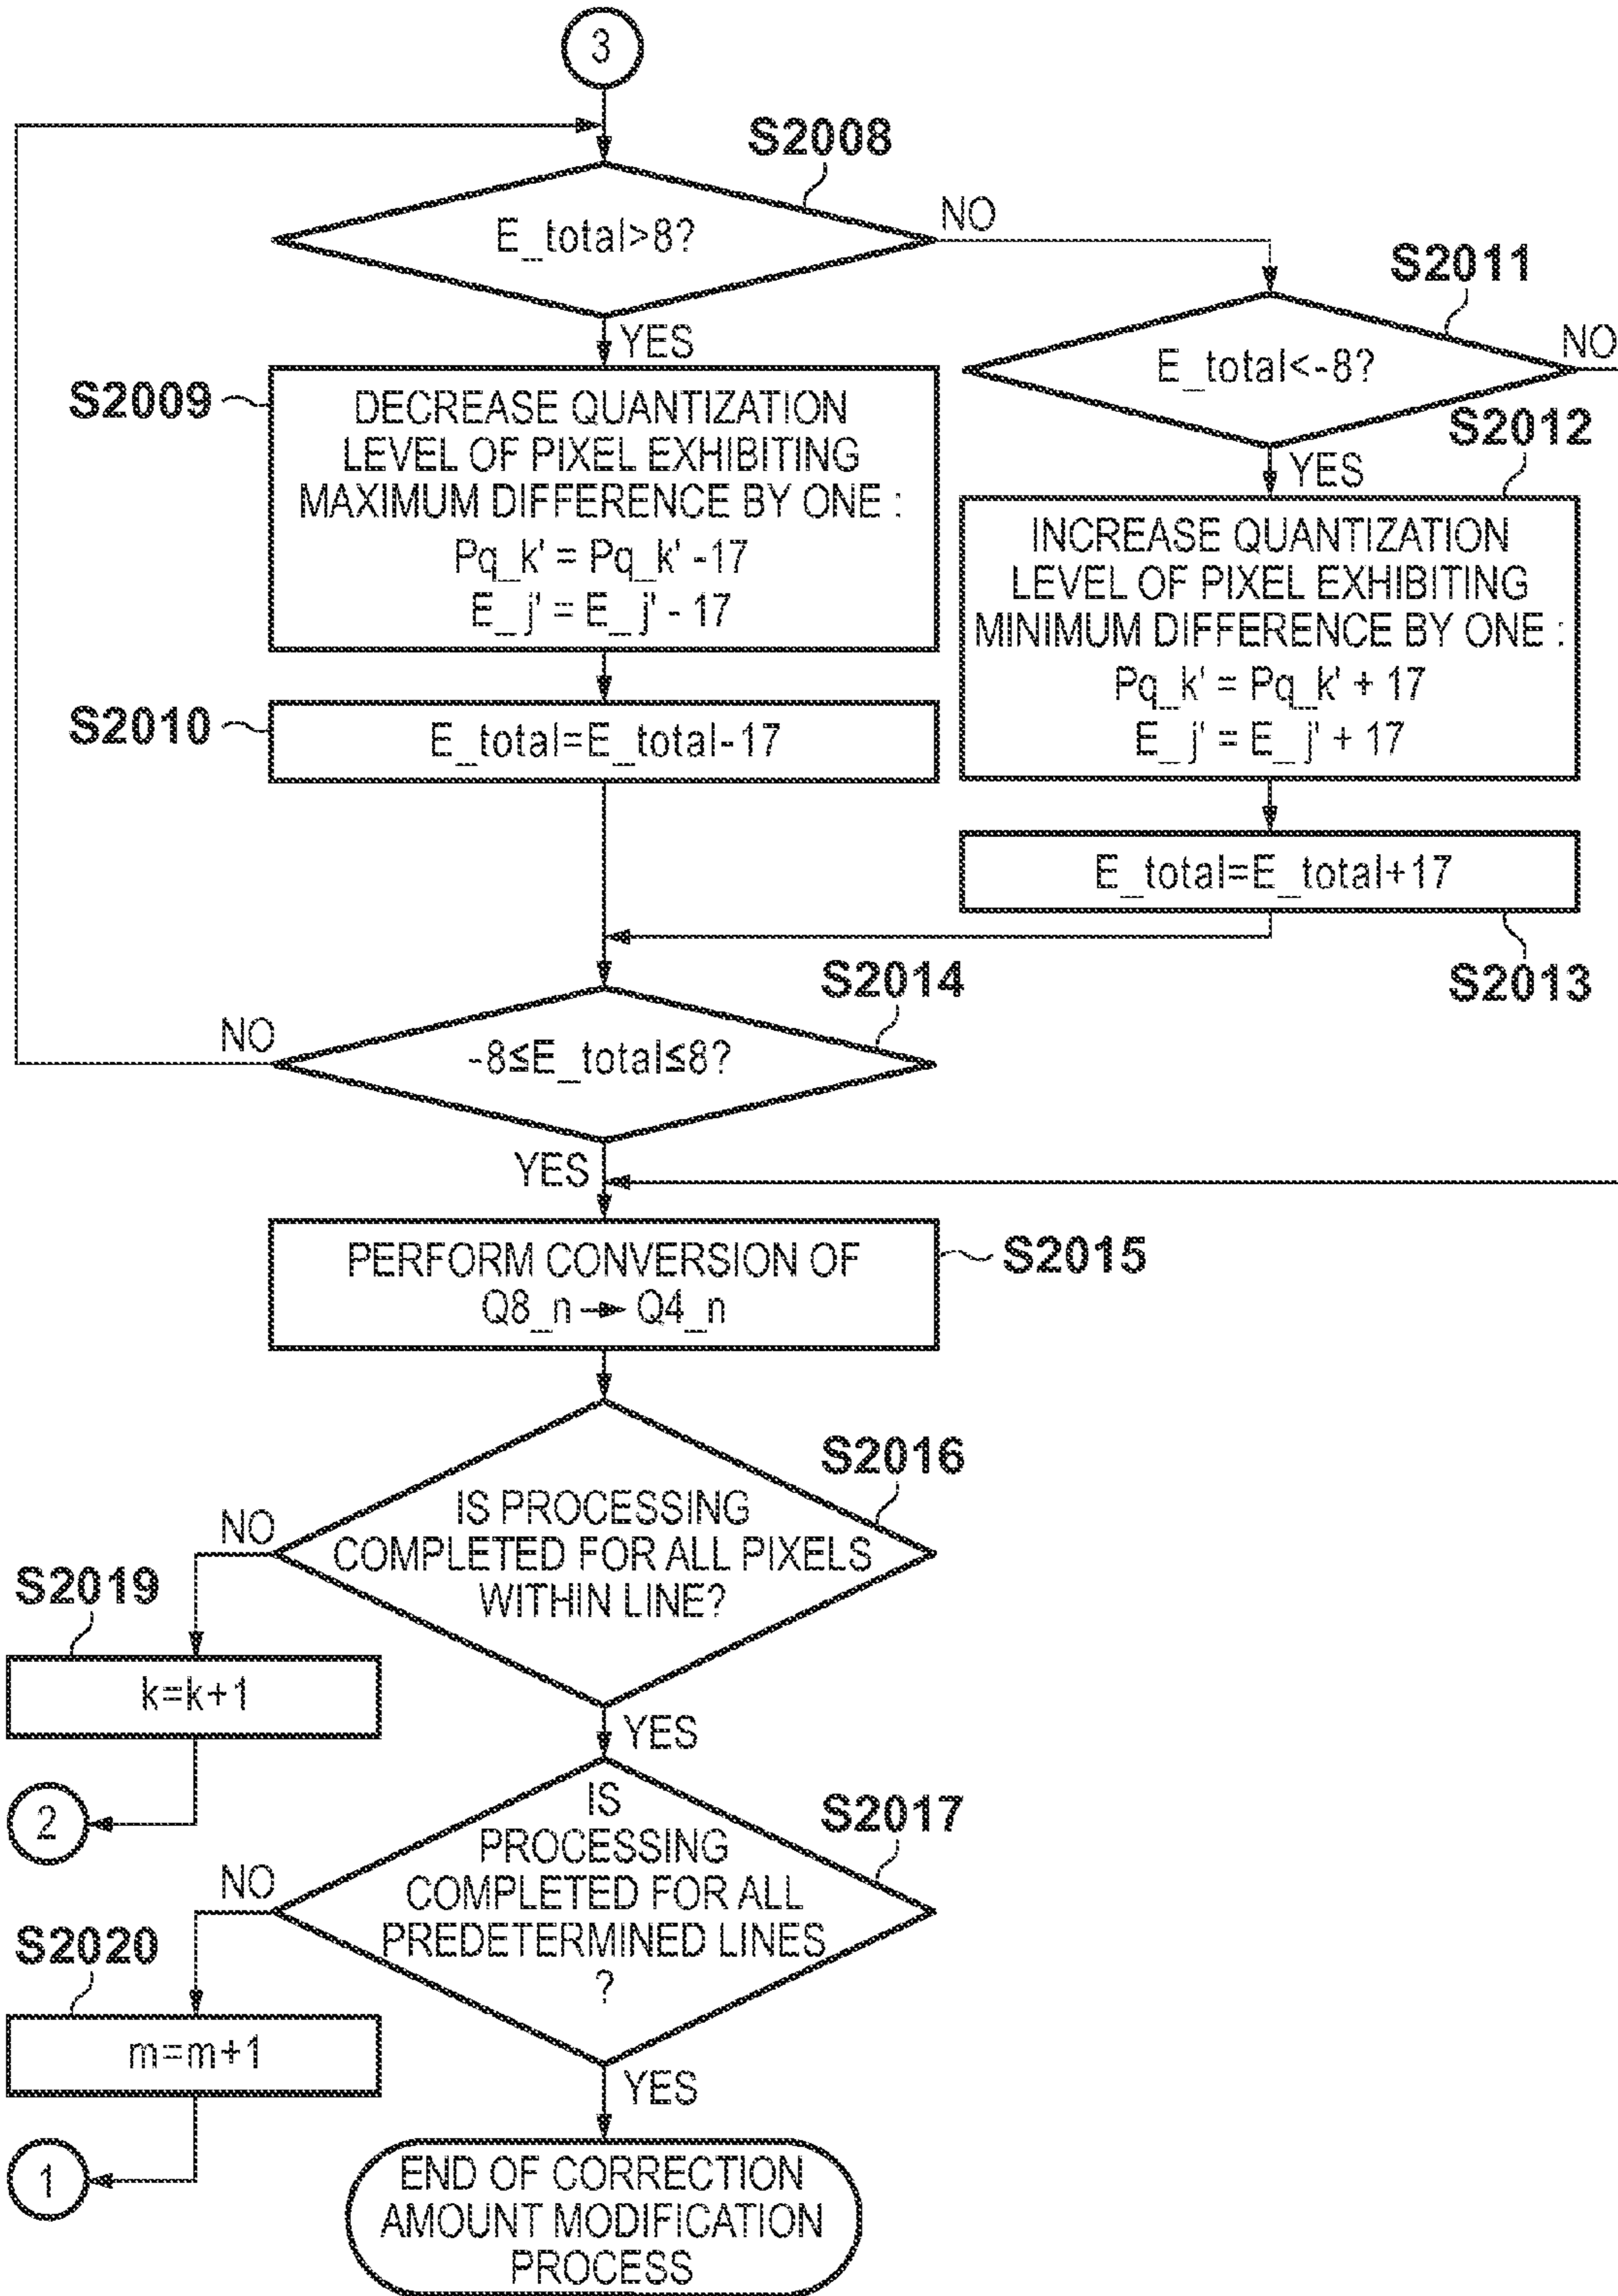 3
S2008
E_total>8?
NO
S2011
YES
E_total<-8?
NO
S2009
DECREASE QUANTIZATION
LEVEL OF PIXEL EXHIBITING
MAXIMUM DIFFERENCE BY ONE :
Pq_k' = Pq_k' -17
E_j' = E_j' - 17
S2012
YES
INCREASE QUANTIZATION
LEVEL OF PIXEL EXHIBITING
MINIMUM DIFFERENCE BY ONE :
Pq_k' = Pq_k' + 17
E_j' = E_j' + 17
S2010
E_total=E_total-17
E_total=E_total+17
S2013
S2014
NO
-8≤E_total≤8?
YES
PERFORM CONVERSION OF
Q8_n → Q4_n
S2015
S2016
NO
IS PROCESSING
COMPLETED FOR ALL PIXELS
WITHIN LINE?
S2019
k=k+1
YES
2
S2017
NO
IS
PROCESSING
COMPLETED FOR ALL
PREDETERMINED LINES
?
S2020
m=m+1
YES
1
END OF CORRECTION
AMOUNT MODIFICATION
PROCESS